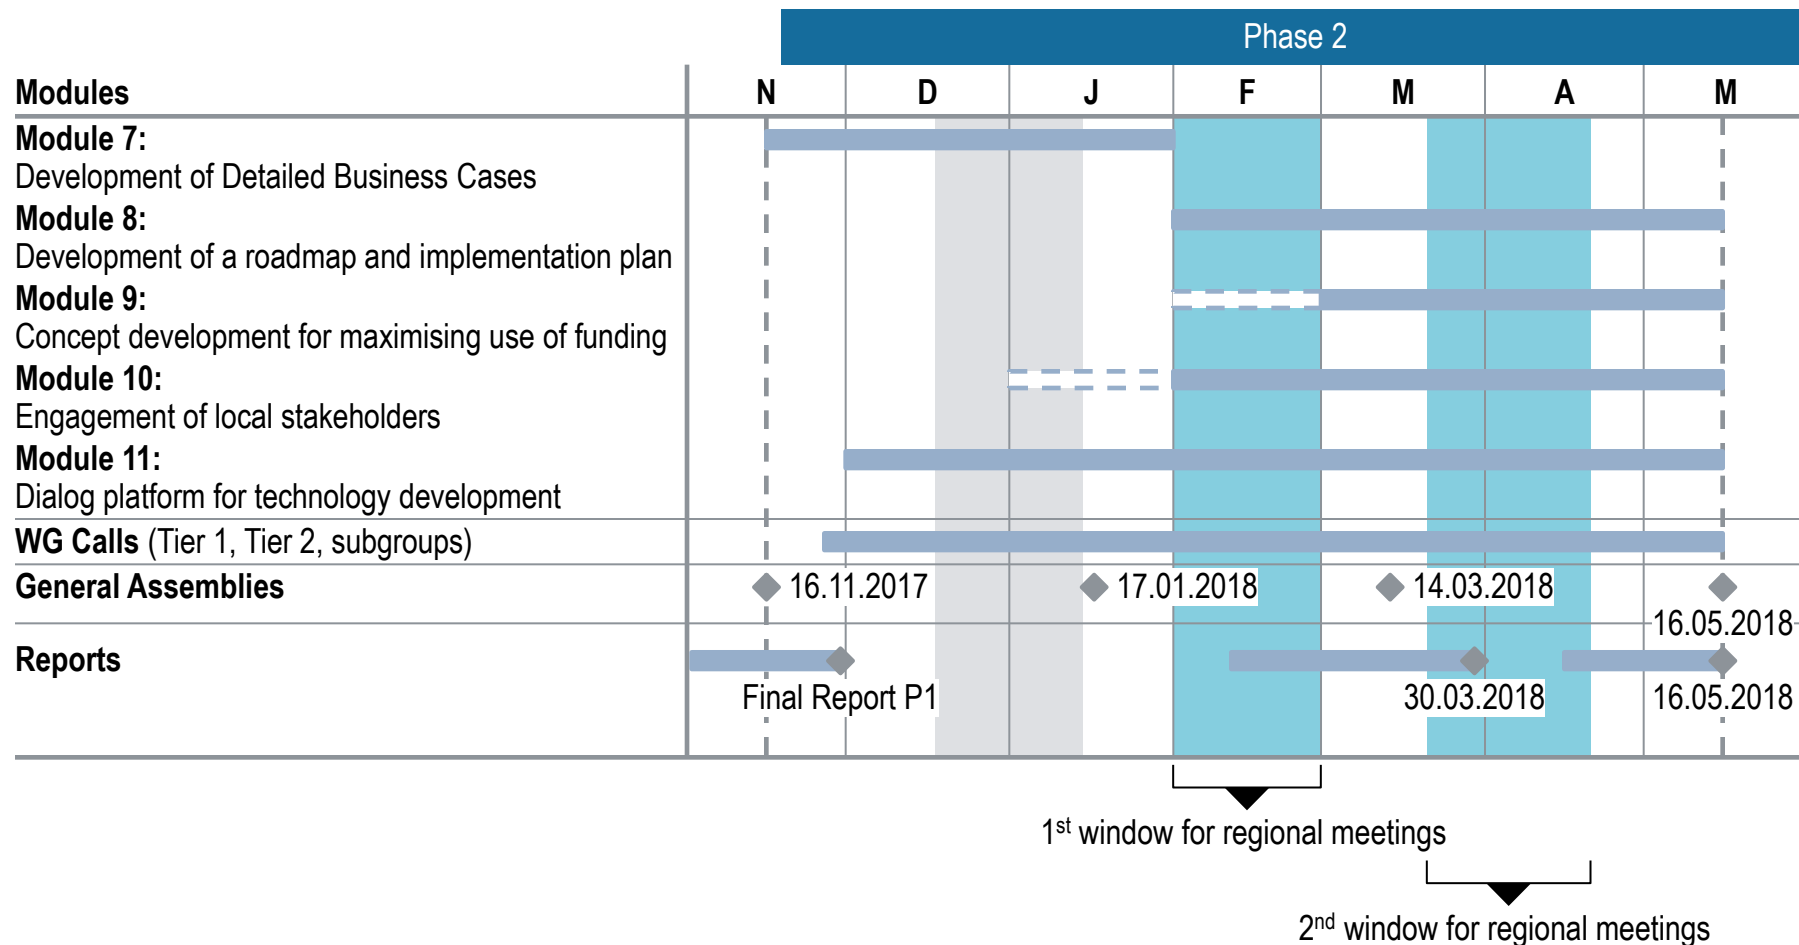 Phase 2
Modules N D J F M A M
Module 7:
Development of Detailed Business Cases
Module 8:
Development of a roadmap and implementation plan
Module 9:
Concept development for maximising use of funding
Module 10:
Engagement of local stakeholders
Module 11:
Dialog platform for technology development
WG Calls (Tier 1, Tier 2, subgroups)
General Assemblies 16.11.2017 17.01.2018 14.03.2018
16.05.2018
Reports
Final Report P1 30.03.2018 16.05.2018
1st window for regional meetings
2nd window for regional meetings